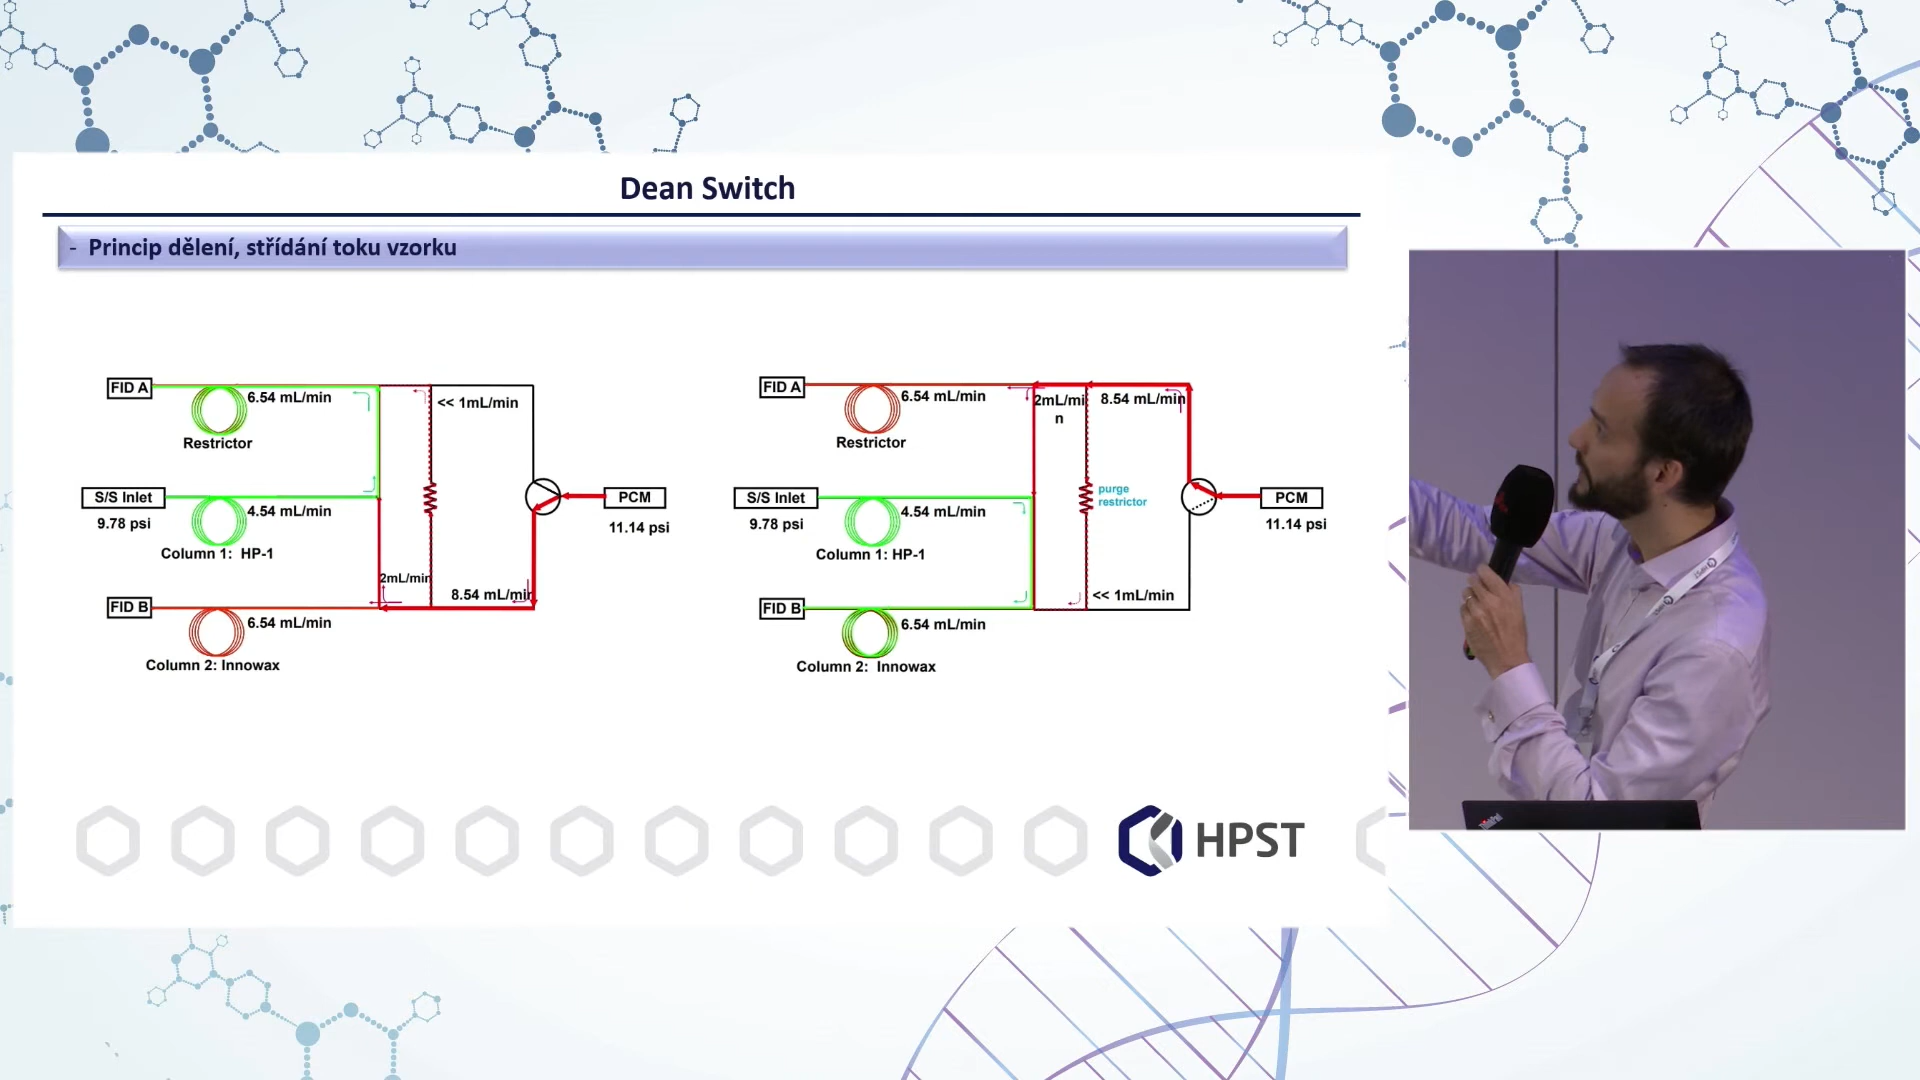 Dean Switch
- Princip dělení, střídání toku vzorku
FID A
6.54 mL/min
<< 1mL/min
Restrictor
S/S Inlet
9.78 psi
4.54 mL/min
Column 1: HP-1
PCM
11.14 psi
2mL/min
8.54 mL/min
FID B
6.54 mL/min
Column 2: Innowax
FID A
6.54 mL/min
2mL/mi
n
8.54 mL/min
Restrictor
S/S Inlet
9.78 psi
4.54 mL/min
Column 1: HP-1
purge
restrictor
PCM
11.14 psi
<< 1mL/min
FID B
6.54 mL/min
Column 2: Innowax
HPST
ThinkPad